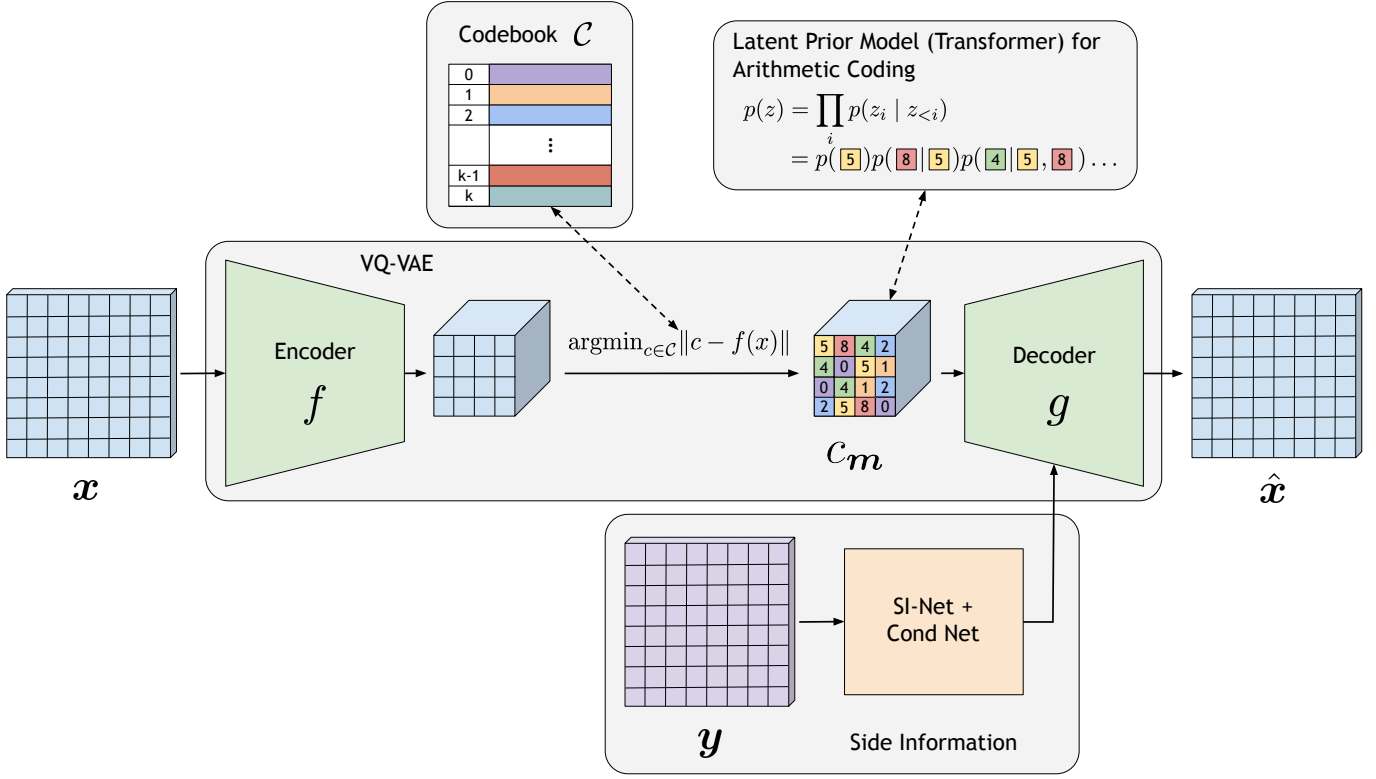 Codebook 𝒞
0
1
2
⋮
k-1
k
Latent Prior Model (Transformer) for
Arithmetic Coding
p(z) = ∏_i p(z_i | z_{<i})
= p( 5 )p( 8 | 5 )p( 4 | 5 , 8 ) …
VQ-VAE
Encoder
f
argmin_{c∈𝒞}‖c − f(x)‖
5 8 4 2
4 0 5 1
0 4 1 2
2 5 8 0
c_m
Decoder
g
x
x̂
SI-Net +
Cond Net
y
Side Information